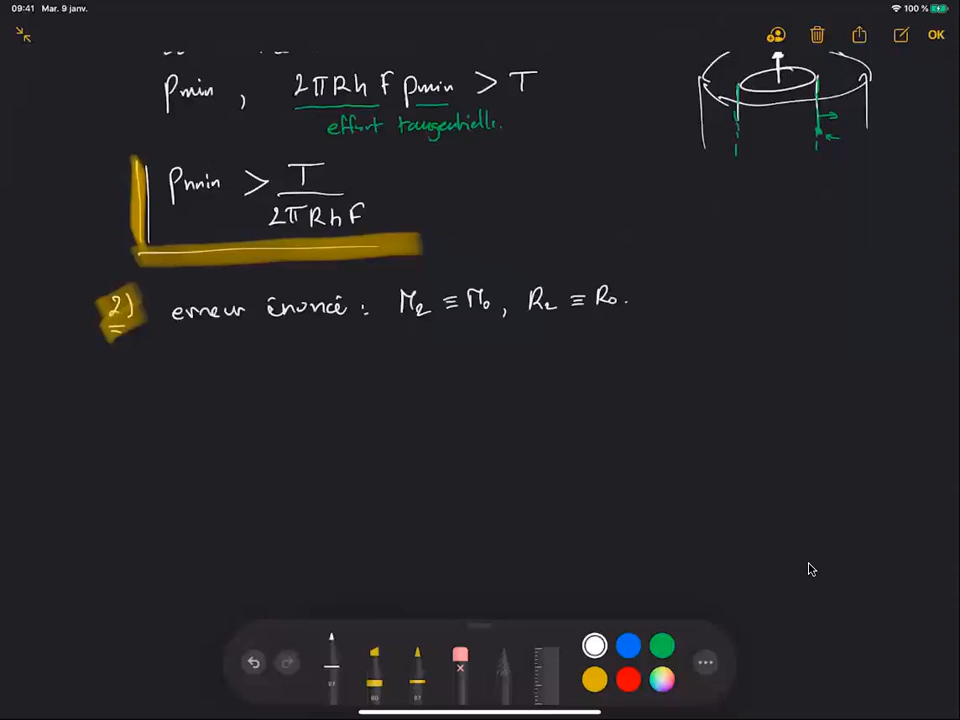 09:41 Mar. 9 janv.
100 %
OK
Pmin , 2πRh F pmin > T
effort tangentielle.
Pmin > T / 2πRhF
2) erreur énoncé : M₂ ≡ M₀ , R₂ ≡ R₀.